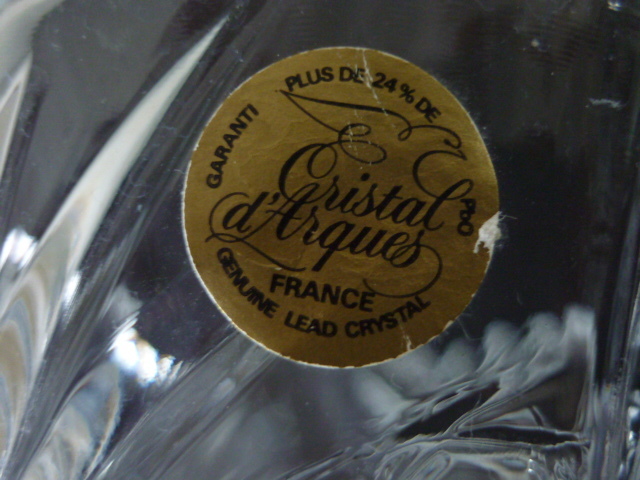 GARANTI PLUS DE 24 % DE PbO
Cristal
d'Arques
FRANCE
GENUINE LEAD CRYSTAL